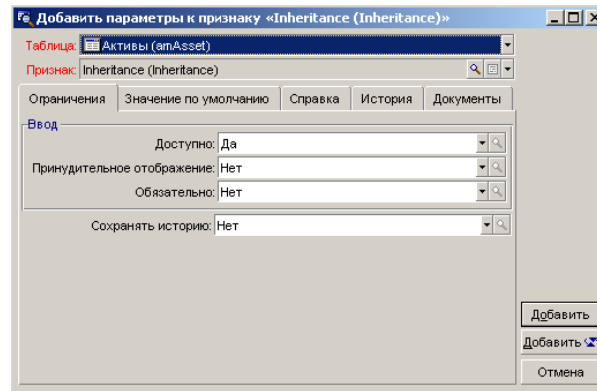 Добавить параметры к признаку «Inheritance (Inheritance)»
Таблица: Активы (amAsset)
Признак: Inheritance (Inheritance)
Ограничения Значение по умолчанию Справка История Документы
Ввод
Доступно: Да
Принудительное отображение: Нет
Обязательно: Нет
Сохранять историю: Нет
Добавить
Добавить
Отмена